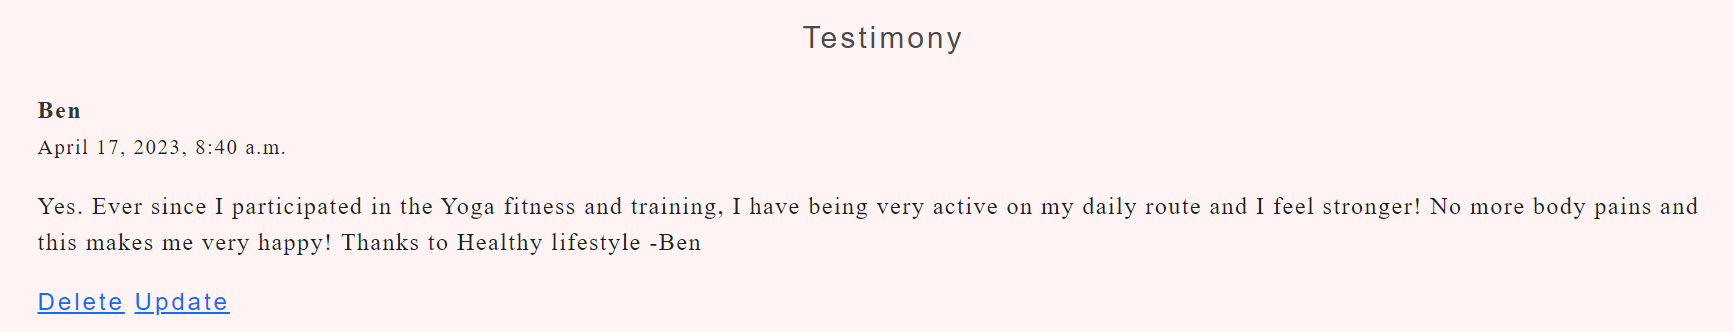 Testimony
Ben
April 17, 2023, 8:40 a.m.
Yes. Ever since I participated in the Yoga fitness and training, I have being very active on my daily route and I feel stronger! No more body pains and
this makes me very happy! Thanks to Healthy lifestyle -Ben
Delete Update